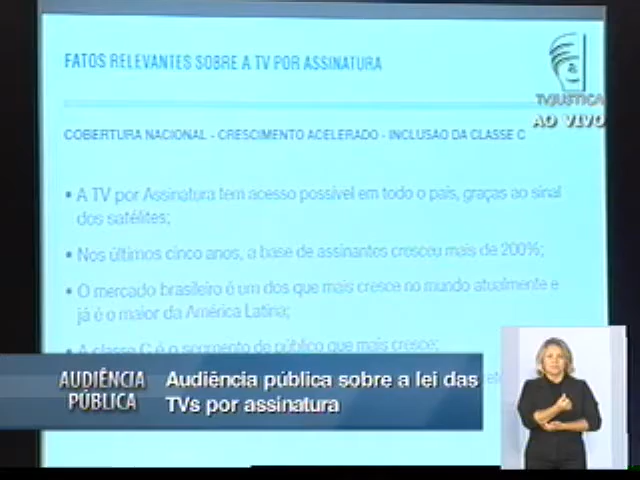 FATOS RELEVANTES SOBRE A TV POR ASSINATURA
TVJUSTIÇA
AO VIVO
COBERTURA NACIONAL - CRESCIMENTO ACELERADO - INCLUSÃO DA CLASSE C
• A TV por Assinatura tem acesso possível em todo o país, graças ao sinal
dos satélites;
• Nos últimos cinco anos, a base de assinantes cresceu mais de 200%;
• O mercado brasileiro é um dos que mais cresce no mundo atualmente e
já é o maior da América Latina;
• A classe C é o segmento de público que mais cresce;
AUDIÊNCIA
PÚBLICA
Audiência pública sobre a lei das
TVs por assinatura